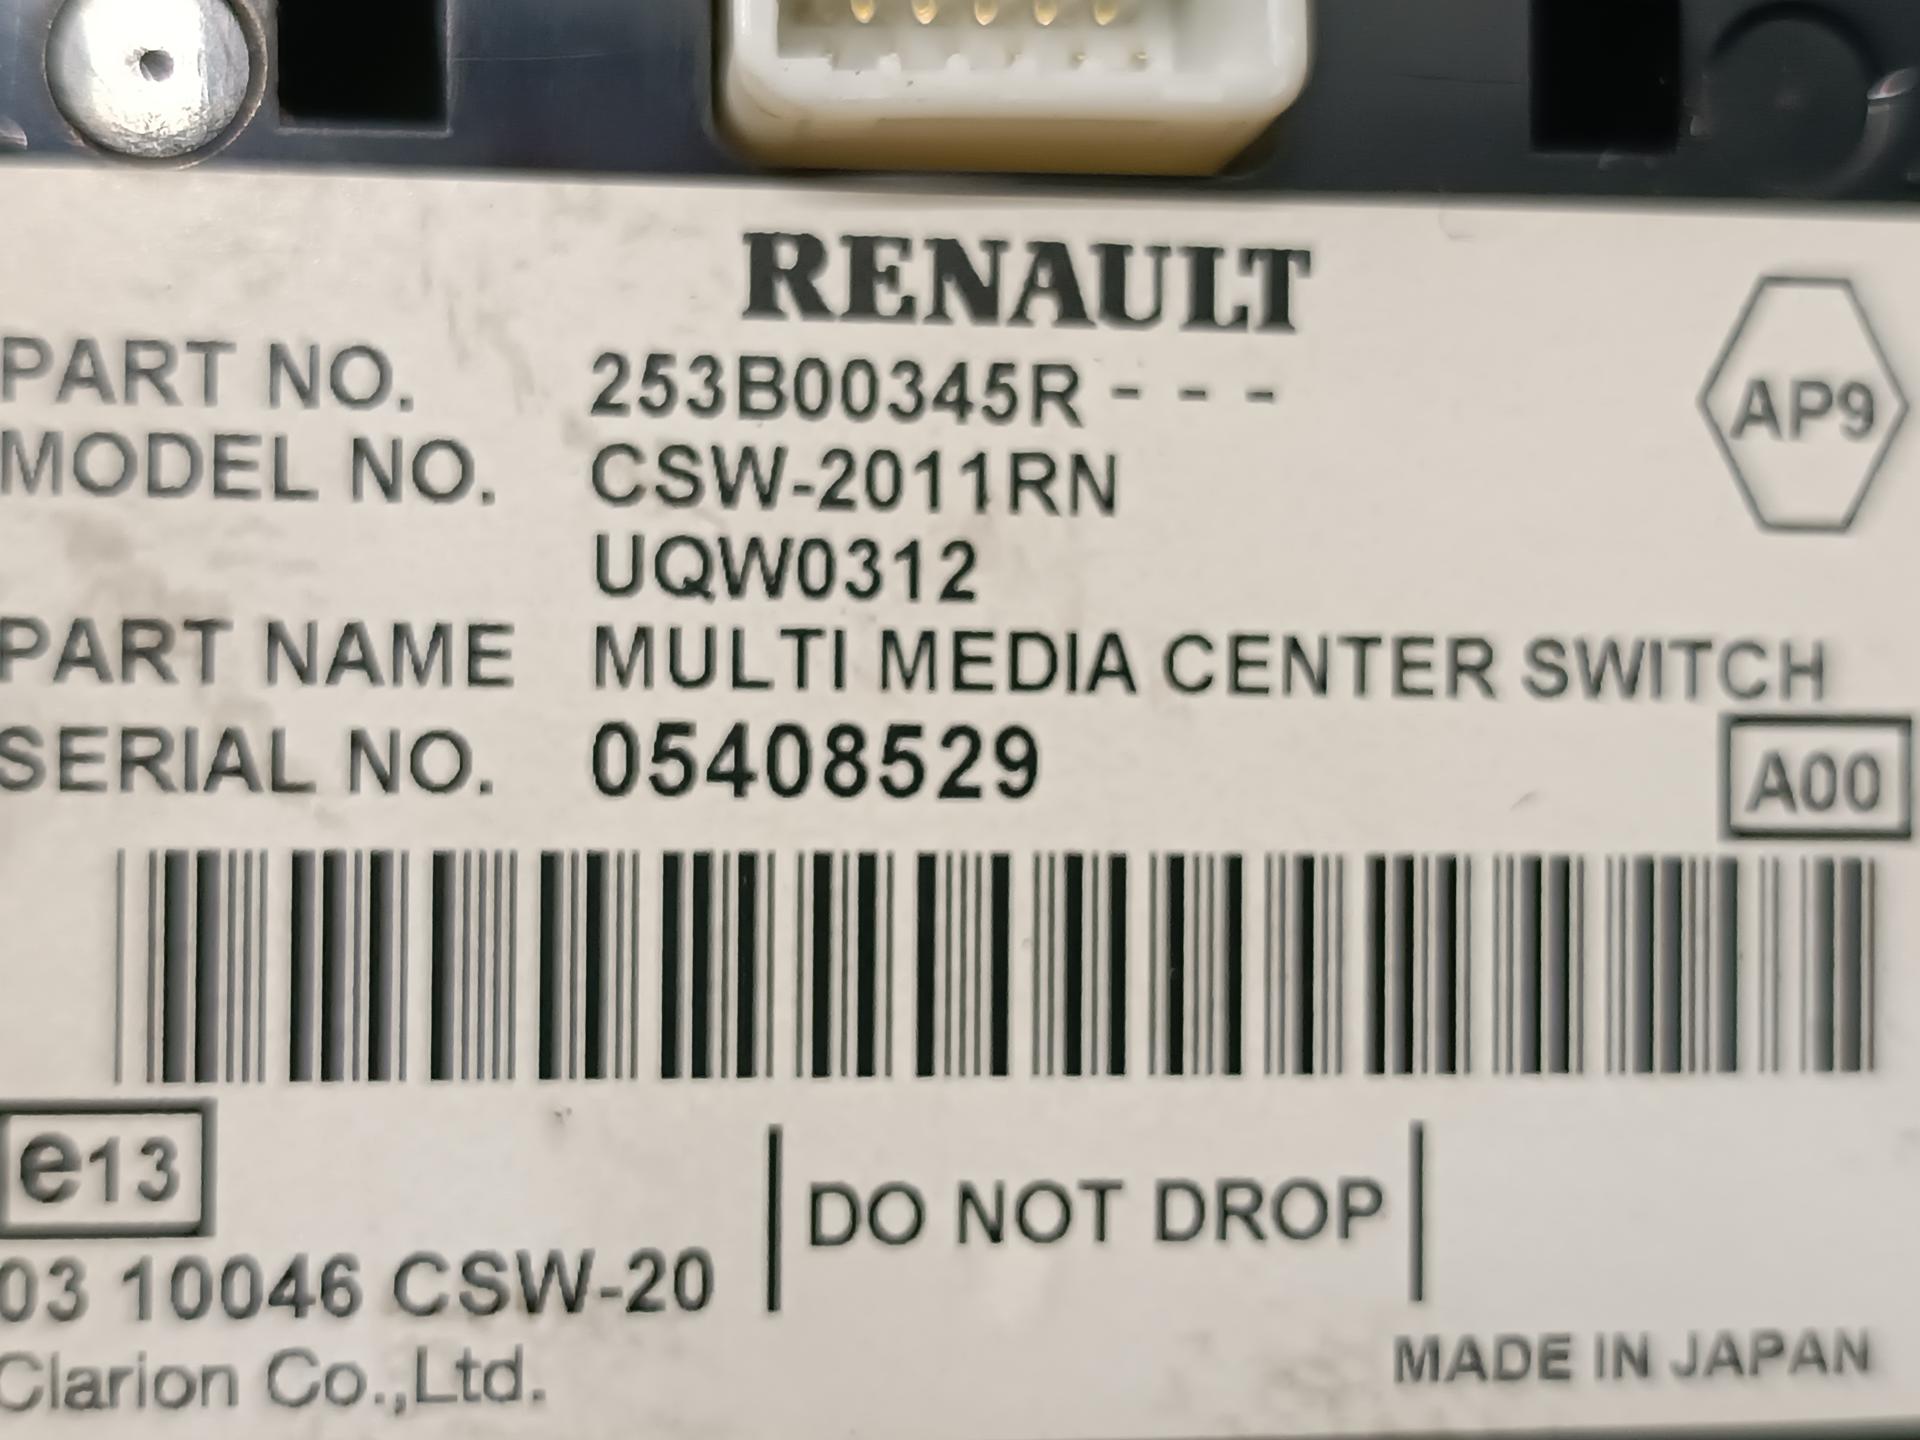 RENAULT
PART NO. 253B00345R - - -
AP9
MODEL NO. CSW-2011RN
UQW0312
PART NAME MULTI MEDIA CENTER SWITCH
SERIAL NO. 05408529
A00
e13
DO NOT DROP
03 10046 CSW-20
Clarion Co.,Ltd.
MADE IN JAPAN